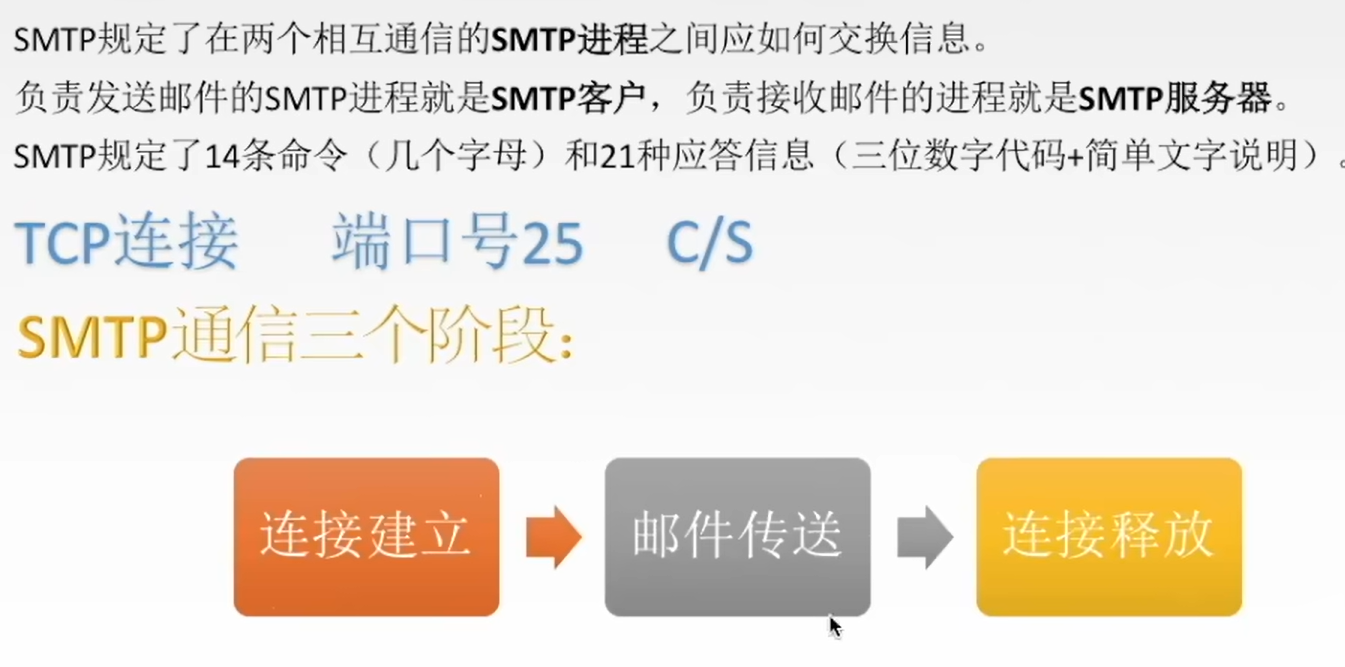 SMTP规定了在两个相互通信的SMTP进程之间应如何交换信息。
负责发送邮件的SMTP进程就是SMTP客户，负责接收邮件的进程就是SMTP服务器。
SMTP规定了14条命令（几个字母）和21种应答信息（三位数字代码+简单文字说明）。
TCP连接 端口号25 C/S
SMTP通信三个阶段:
连接建立 邮件传送 连接释放